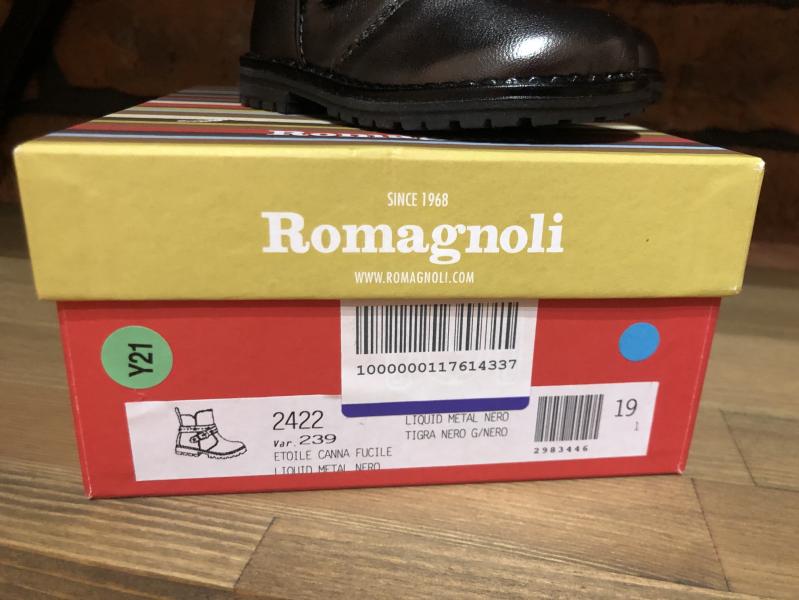 Romagnoli
SINCE 1968
Romagnoli
WWW.ROMAGNOLI.COM
Y21
1000000117614337
2422
Var. 239
ETOILE CANNA FUCILE
LIQUID METAL NERO
LIQUID METAL NERO
TIGRA NERO G/NERO
2983446
19
1